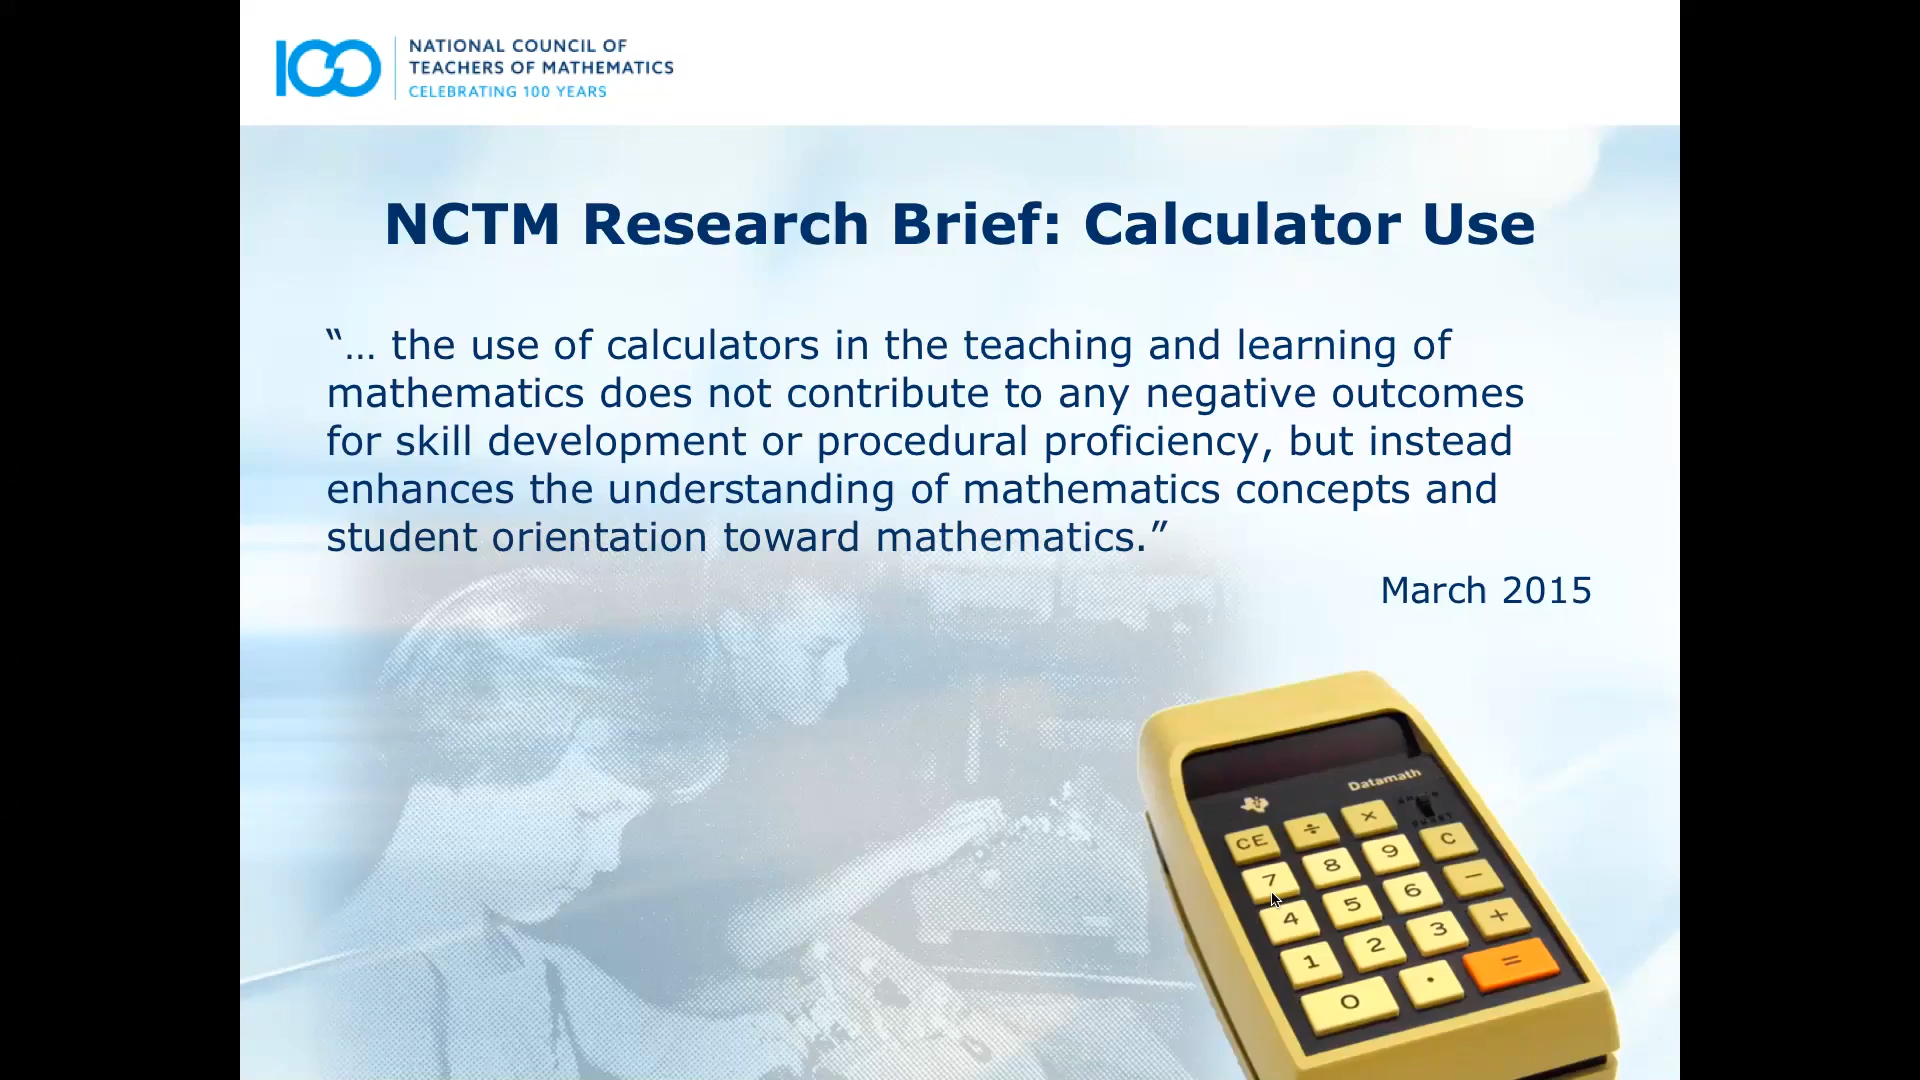 100
NATIONAL COUNCIL OF
TEACHERS OF MATHEMATICS
CELEBRATING 100 YEARS
NCTM Research Brief: Calculator Use
“… the use of calculators in the teaching and learning of
mathematics does not contribute to any negative outcomes
for skill development or procedural proficiency, but instead
enhances the understanding of mathematics concepts and
student orientation toward mathematics.”
March 2015
Datamath
CE ÷ ×
7 8 9 C
4 5 6 −
1 2 3 +
0 . =